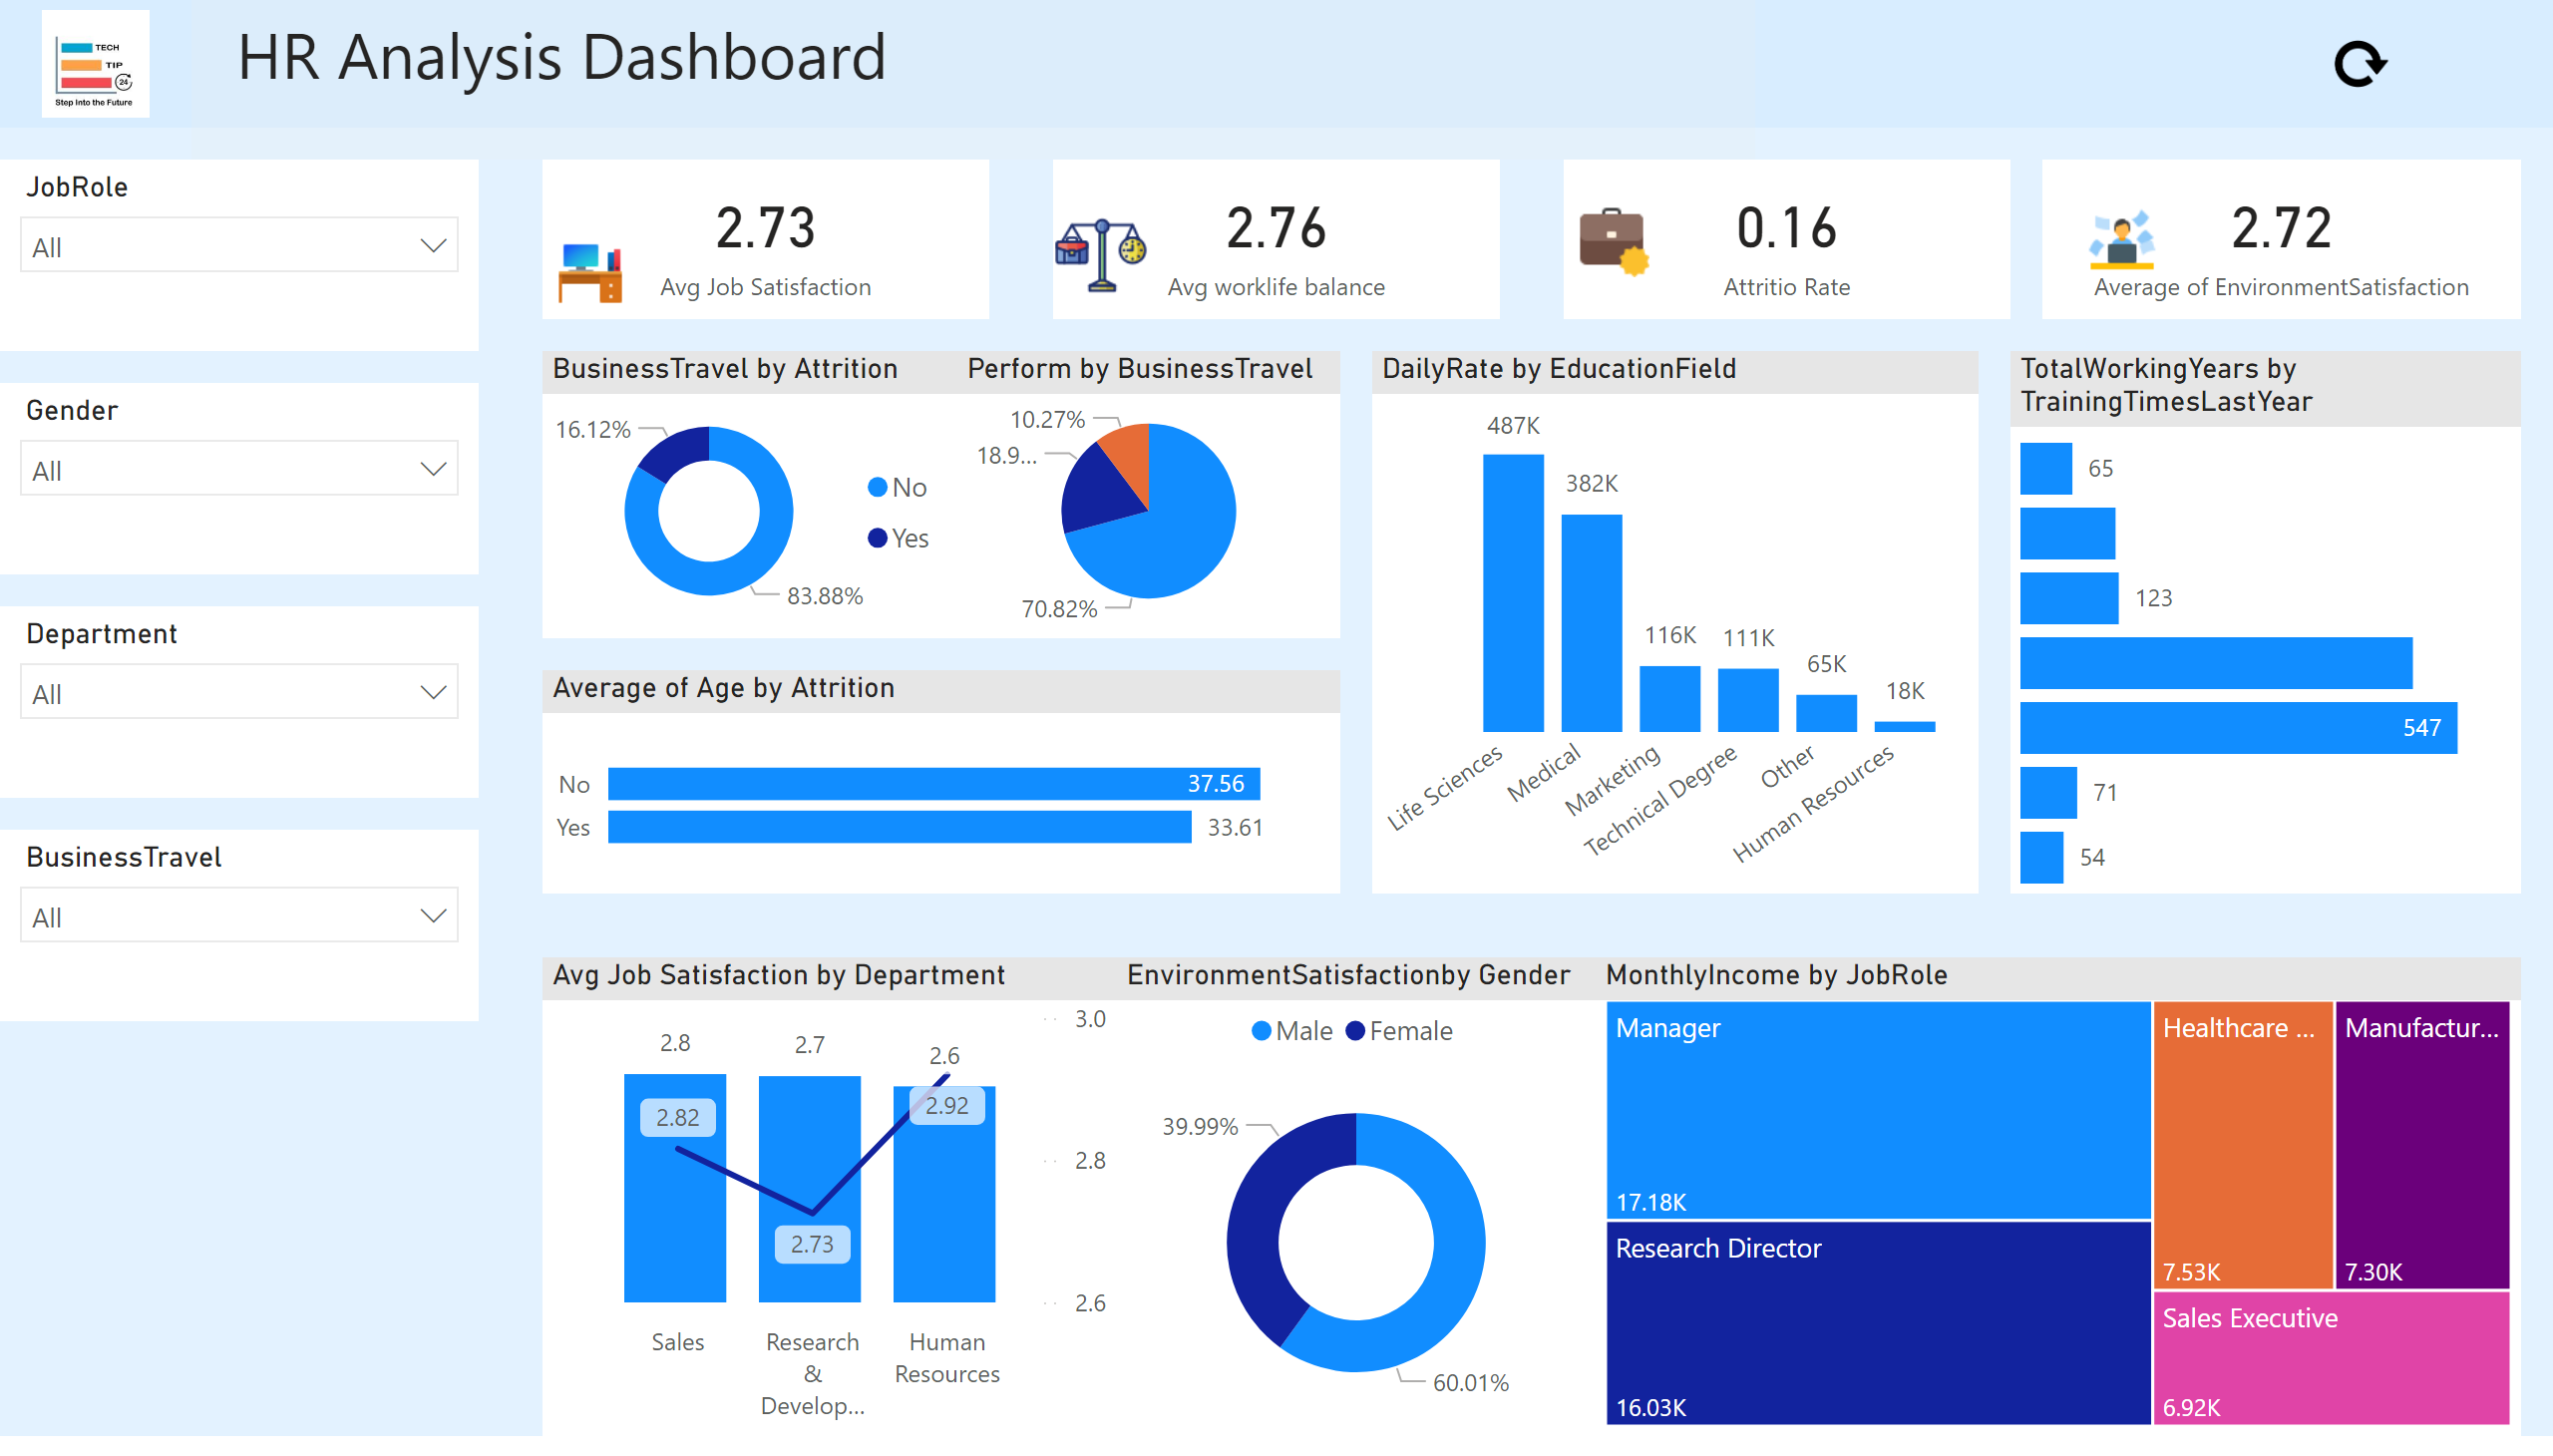 TECH
TIP
24
Step Into the Future
HR Analysis Dashboard
JobRole
All
Gender
All
Department
All
BusinessTravel
All
2.73
Avg Job Satisfaction
2.76
Avg worklife balance
0.16
Attritio Rate
2.72
Average of EnvironmentSatisfaction
BusinessTravel by Attrition
16.12%
83.88%
No
Yes
Perform by BusinessTravel
10.27%
18.9...
70.82%
Average of Age by Attrition
No
37.56
Yes
33.61
DailyRate by EducationField
487K
382K
116K
111K
65K
18K
Life Sciences
Medical
Marketing
Technical Degree
Other
Human Resources
TotalWorkingYears by
TrainingTimesLastYear
65
123
547
71
54
Avg Job Satisfaction by Department
2.8
2.7
2.6
2.82
2.73
2.92
3.0
2.8
2.6
Sales
Research
&
Develop...
Human
Resources
EnvironmentSatisfactionby Gender
Male
Female
39.99%
60.01%
MonthlyIncome by JobRole
Manager
17.18K
Research Director
16.03K
Healthcare ...
7.53K
Manufactur...
7.30K
Sales Executive
6.92K